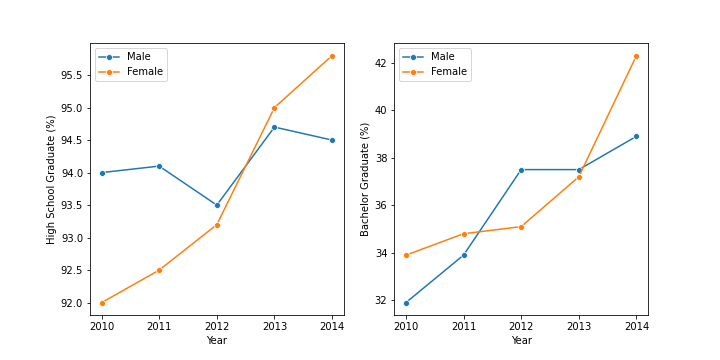 Male
Female
95.5
95.0
94.5
94.0
93.5
93.0
92.5
92.0
High School Graduate (%)
2010 2011 2012 2013 2014
Year
Male
Female
42
40
38
36
34
32
Bachelor Graduate (%)
2010 2011 2012 2013 2014
Year